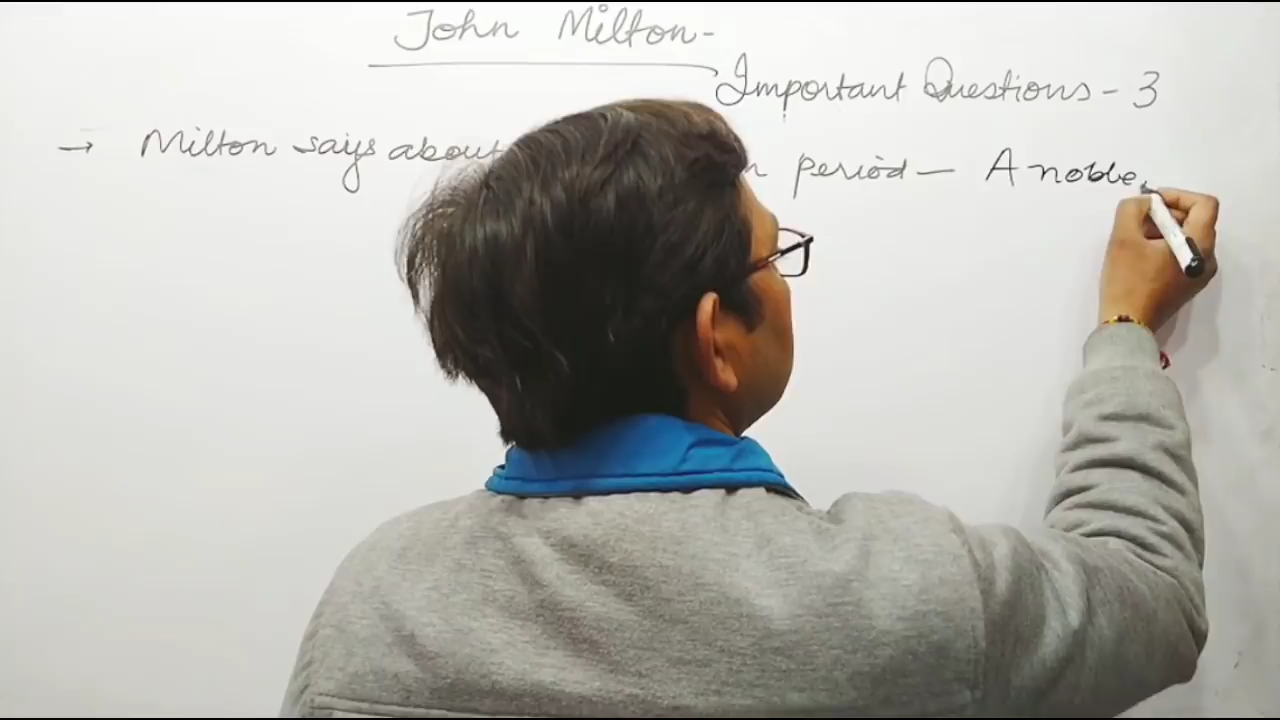 John Milton-
Important Questions - 3
→ Milton says about period — A noble